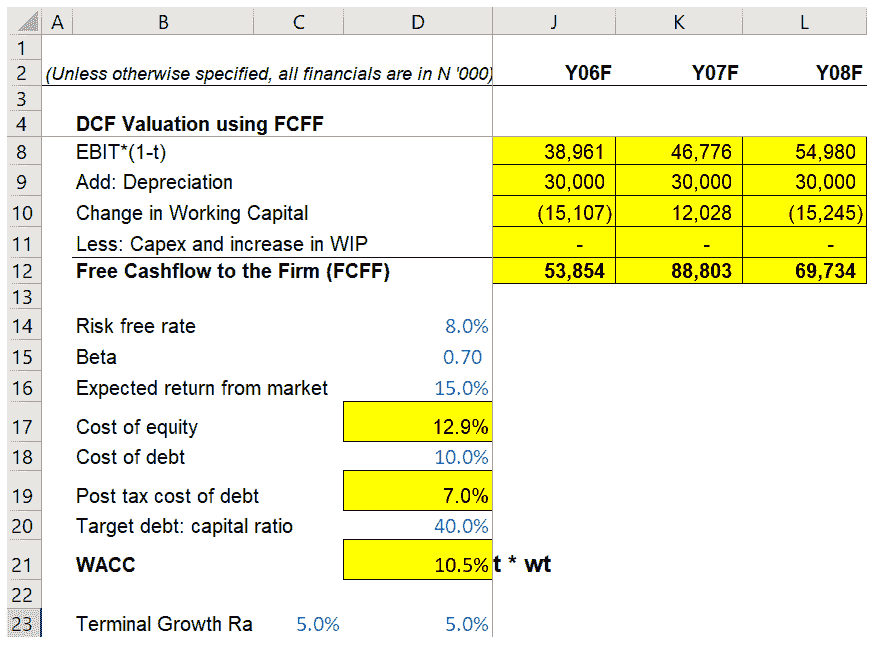 A B C D J K L
1
2 (Unless otherwise specified, all financials are in N '000) Y06F Y07F Y08F
3
4 DCF Valuation using FCFF
8 EBIT*(1-t) 38,961 46,776 54,980
9 Add: Depreciation 30,000 30,000 30,000
10 Change in Working Capital (15,107) 12,028 (15,245)
11 Less: Capex and increase in WIP - - -
12 Free Cashflow to the Firm (FCFF) 53,854 88,803 69,734
13
14 Risk free rate 8.0%
15 Beta 0.70
16 Expected return from market 15.0%
17 Cost of equity 12.9%
18 Cost of debt 10.0%
19 Post tax cost of debt 7.0%
20 Target debt: capital ratio 40.0%
21 WACC 10.5% t * wt
22
23 Terminal Growth Ra 5.0% 5.0%